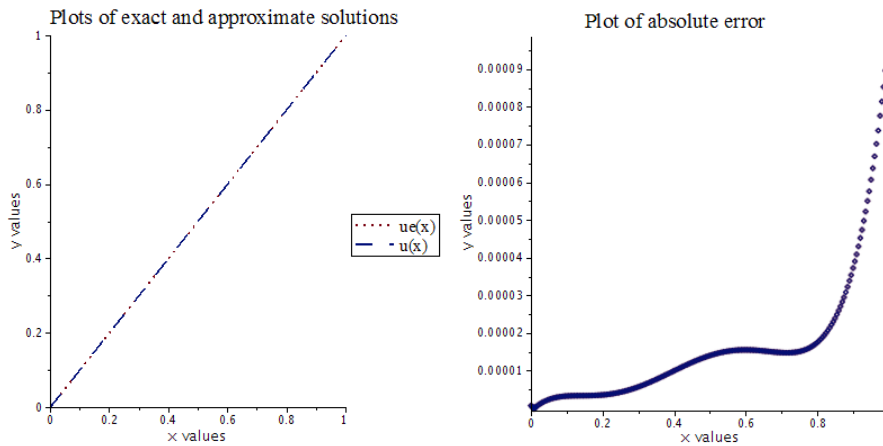 Plots of exact and approximate solutions
1
0.8
0.6
0.4
0.2
0
y values
0 0.2 0.4 0.6 0.8 1
x values
ue(x)
u(x)
Plot of absolute error
0.00009
0.00008
0.00007
0.00006
0.00005
0.00004
0.00003
0.00002
0.00001
y values
0 0.2 0.4 0.6 0.8
x values